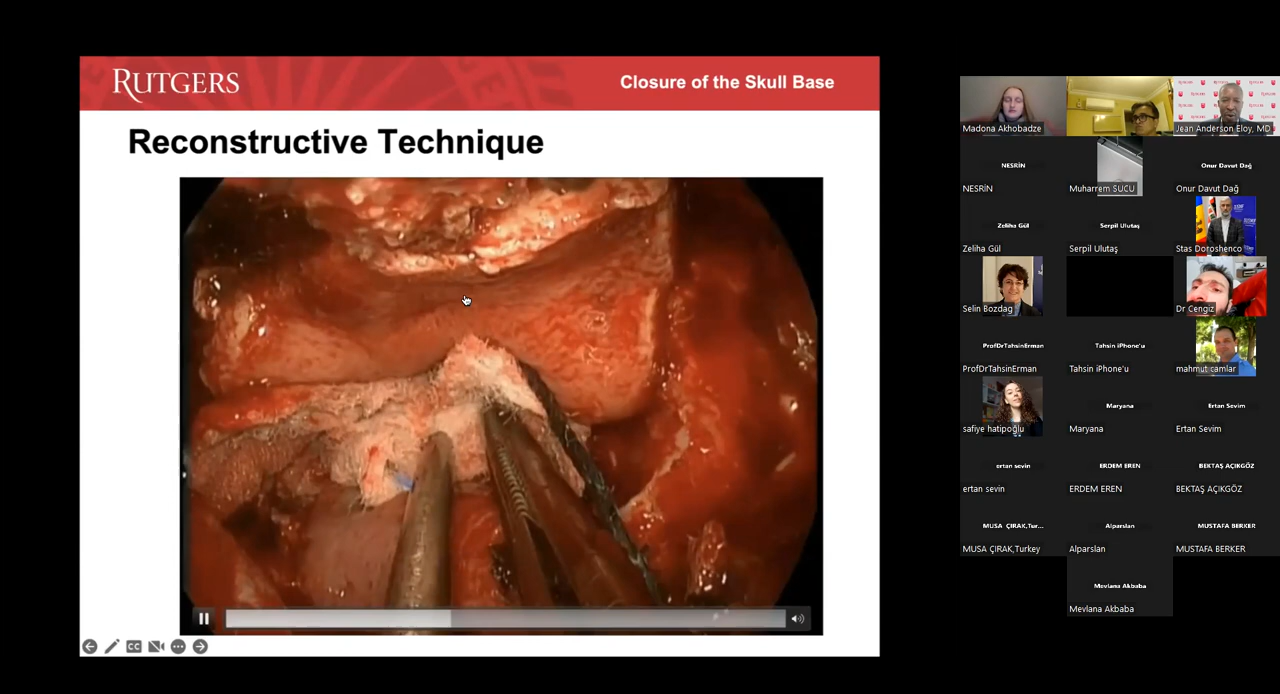 RUTGERS
Closure of the Skull Base
Reconstructive Technique
CC
Madona Akhobadze
Jean Anderson Eloy, MD
NESRİN
NESRİN
Muharrem SUCU
Onur Davut Dağ
Onur Davut Dağ
Zeliha Gül
Zeliha Gül
Serpil Ulutaş
Serpil Ulutaş
Stas Doroshenco
Selin Bozdag
Dr Cengiz
ProfDrTahsinErman
ProfDrTahsinErman
Tahsin iPhone'u
Tahsin iPhone'u
mahmut camlar
safiye hatipoğlu
Maryana
Maryana
Ertan Sevim
Ertan Sevim
ertan sevin
ertan sevin
ERDEM EREN
ERDEM EREN
BEKTAŞ AÇIKGÖZ
BEKTAŞ AÇIKGÖZ
MUSA ÇIRAK,Tur...
MUSA ÇIRAK,Turkey
Alparslan
Alparslan
MUSTAFA BERKER
MUSTAFA BERKER
Mevlana Akbaba
Mevlana Akbaba